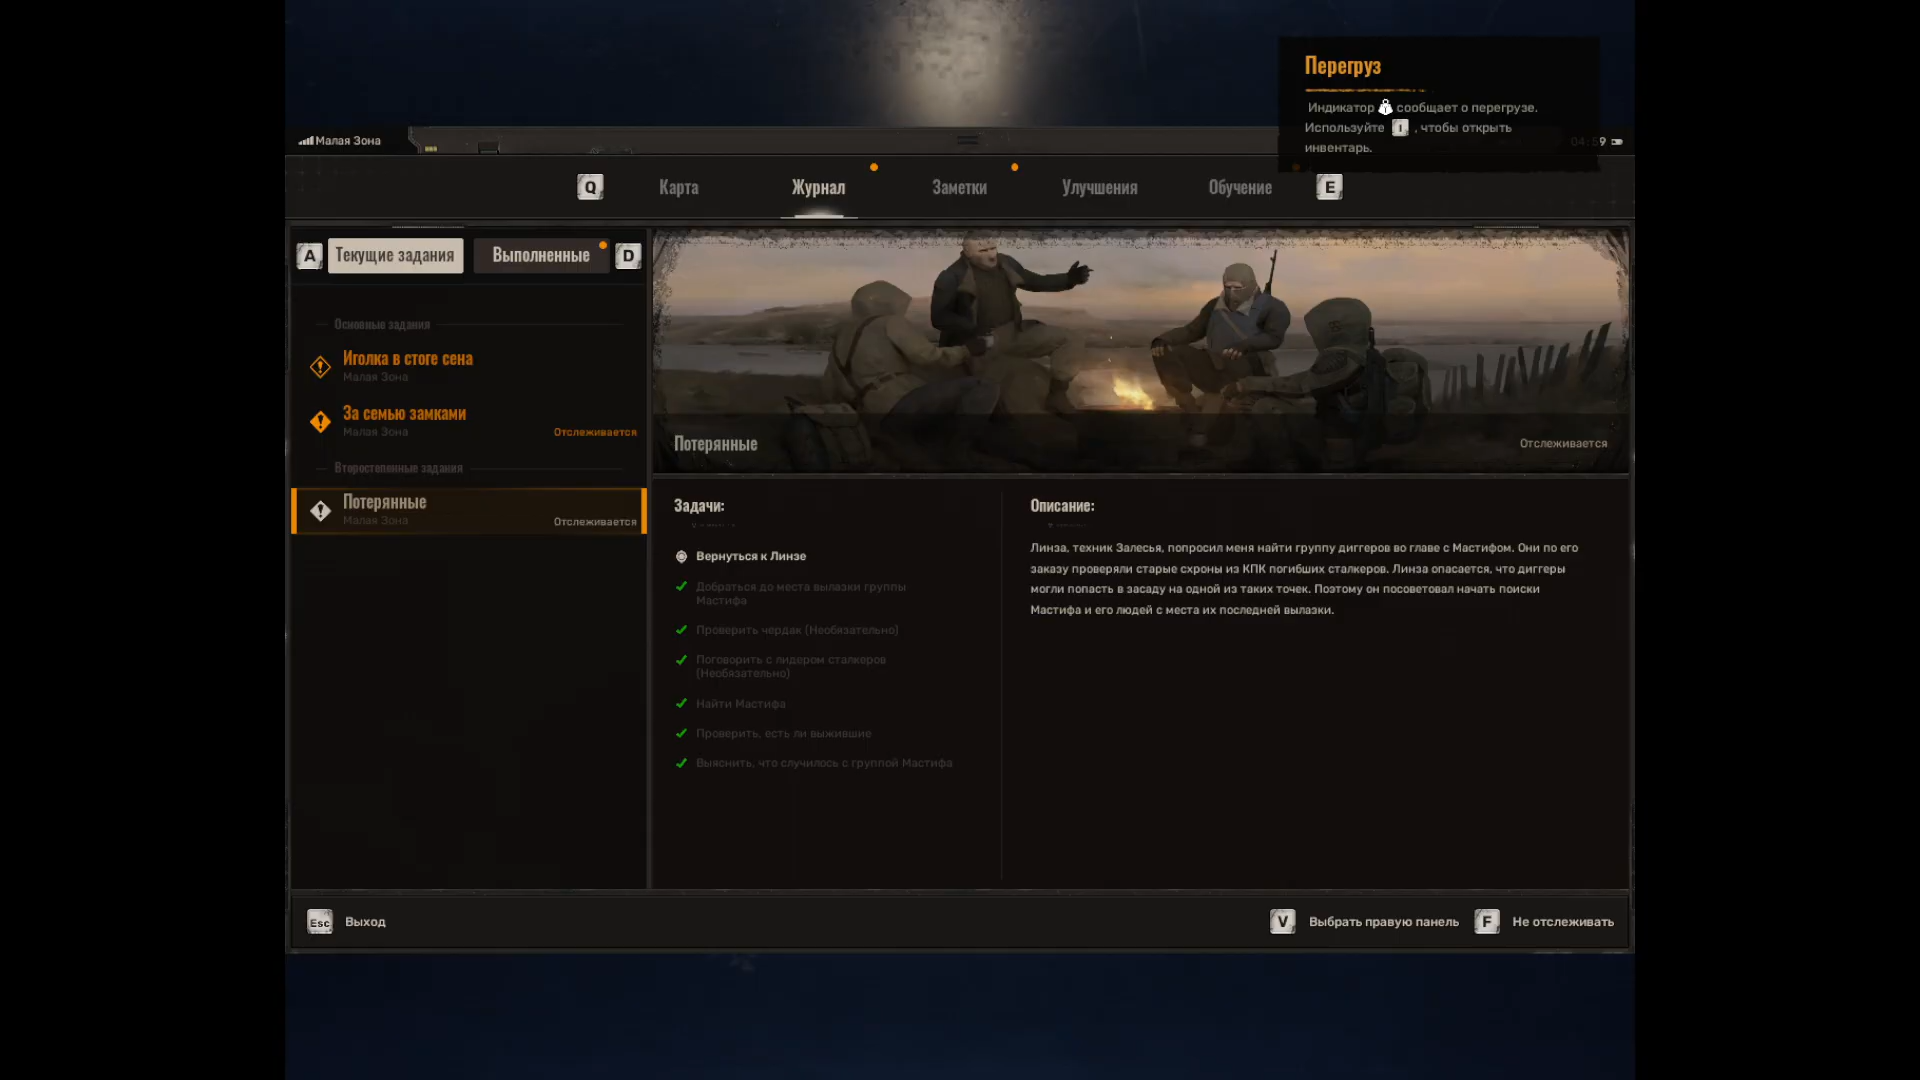 Перегруз
Индикатор сообщает о перегрузе.
Используйте I , чтобы открыть
инвентарь.
Малая Зона
04:59
Q
Карта
Журнал
Заметки
Улучшения
Обучение
E
A
Текущие задания
Выполненные
D
Основные задания
Иголка в стоге сена
Малая Зона
За семью замками
Малая Зона
Отслеживается
Второстепенные задания
Потерянные
Малая Зона
Отслеживается
Потерянные
Отслеживается
Задачи:
Вернуться к Линзе
Добраться до места вылазки группы
Мастифа
Проверить чердак (Необязательно)
Поговорить с лидером сталкеров
(Необязательно)
Найти Мастифа
Проверить, есть ли выжившие
Выяснить, что случилось с группой Мастифа
Описание:
Линза, техник Залесья, попросил меня найти группу диггеров во главе с Мастифом. Они по его
заказу проверяли старые схроны из КПК погибших сталкеров. Линза опасается, что диггеры
могли попасть в засаду на одной из таких точек. Поэтому он посоветовал начать поиски
Мастифа и его людей с места их последней вылазки.
Esc
Выход
V
Выбрать правую панель
F
Не отслеживать